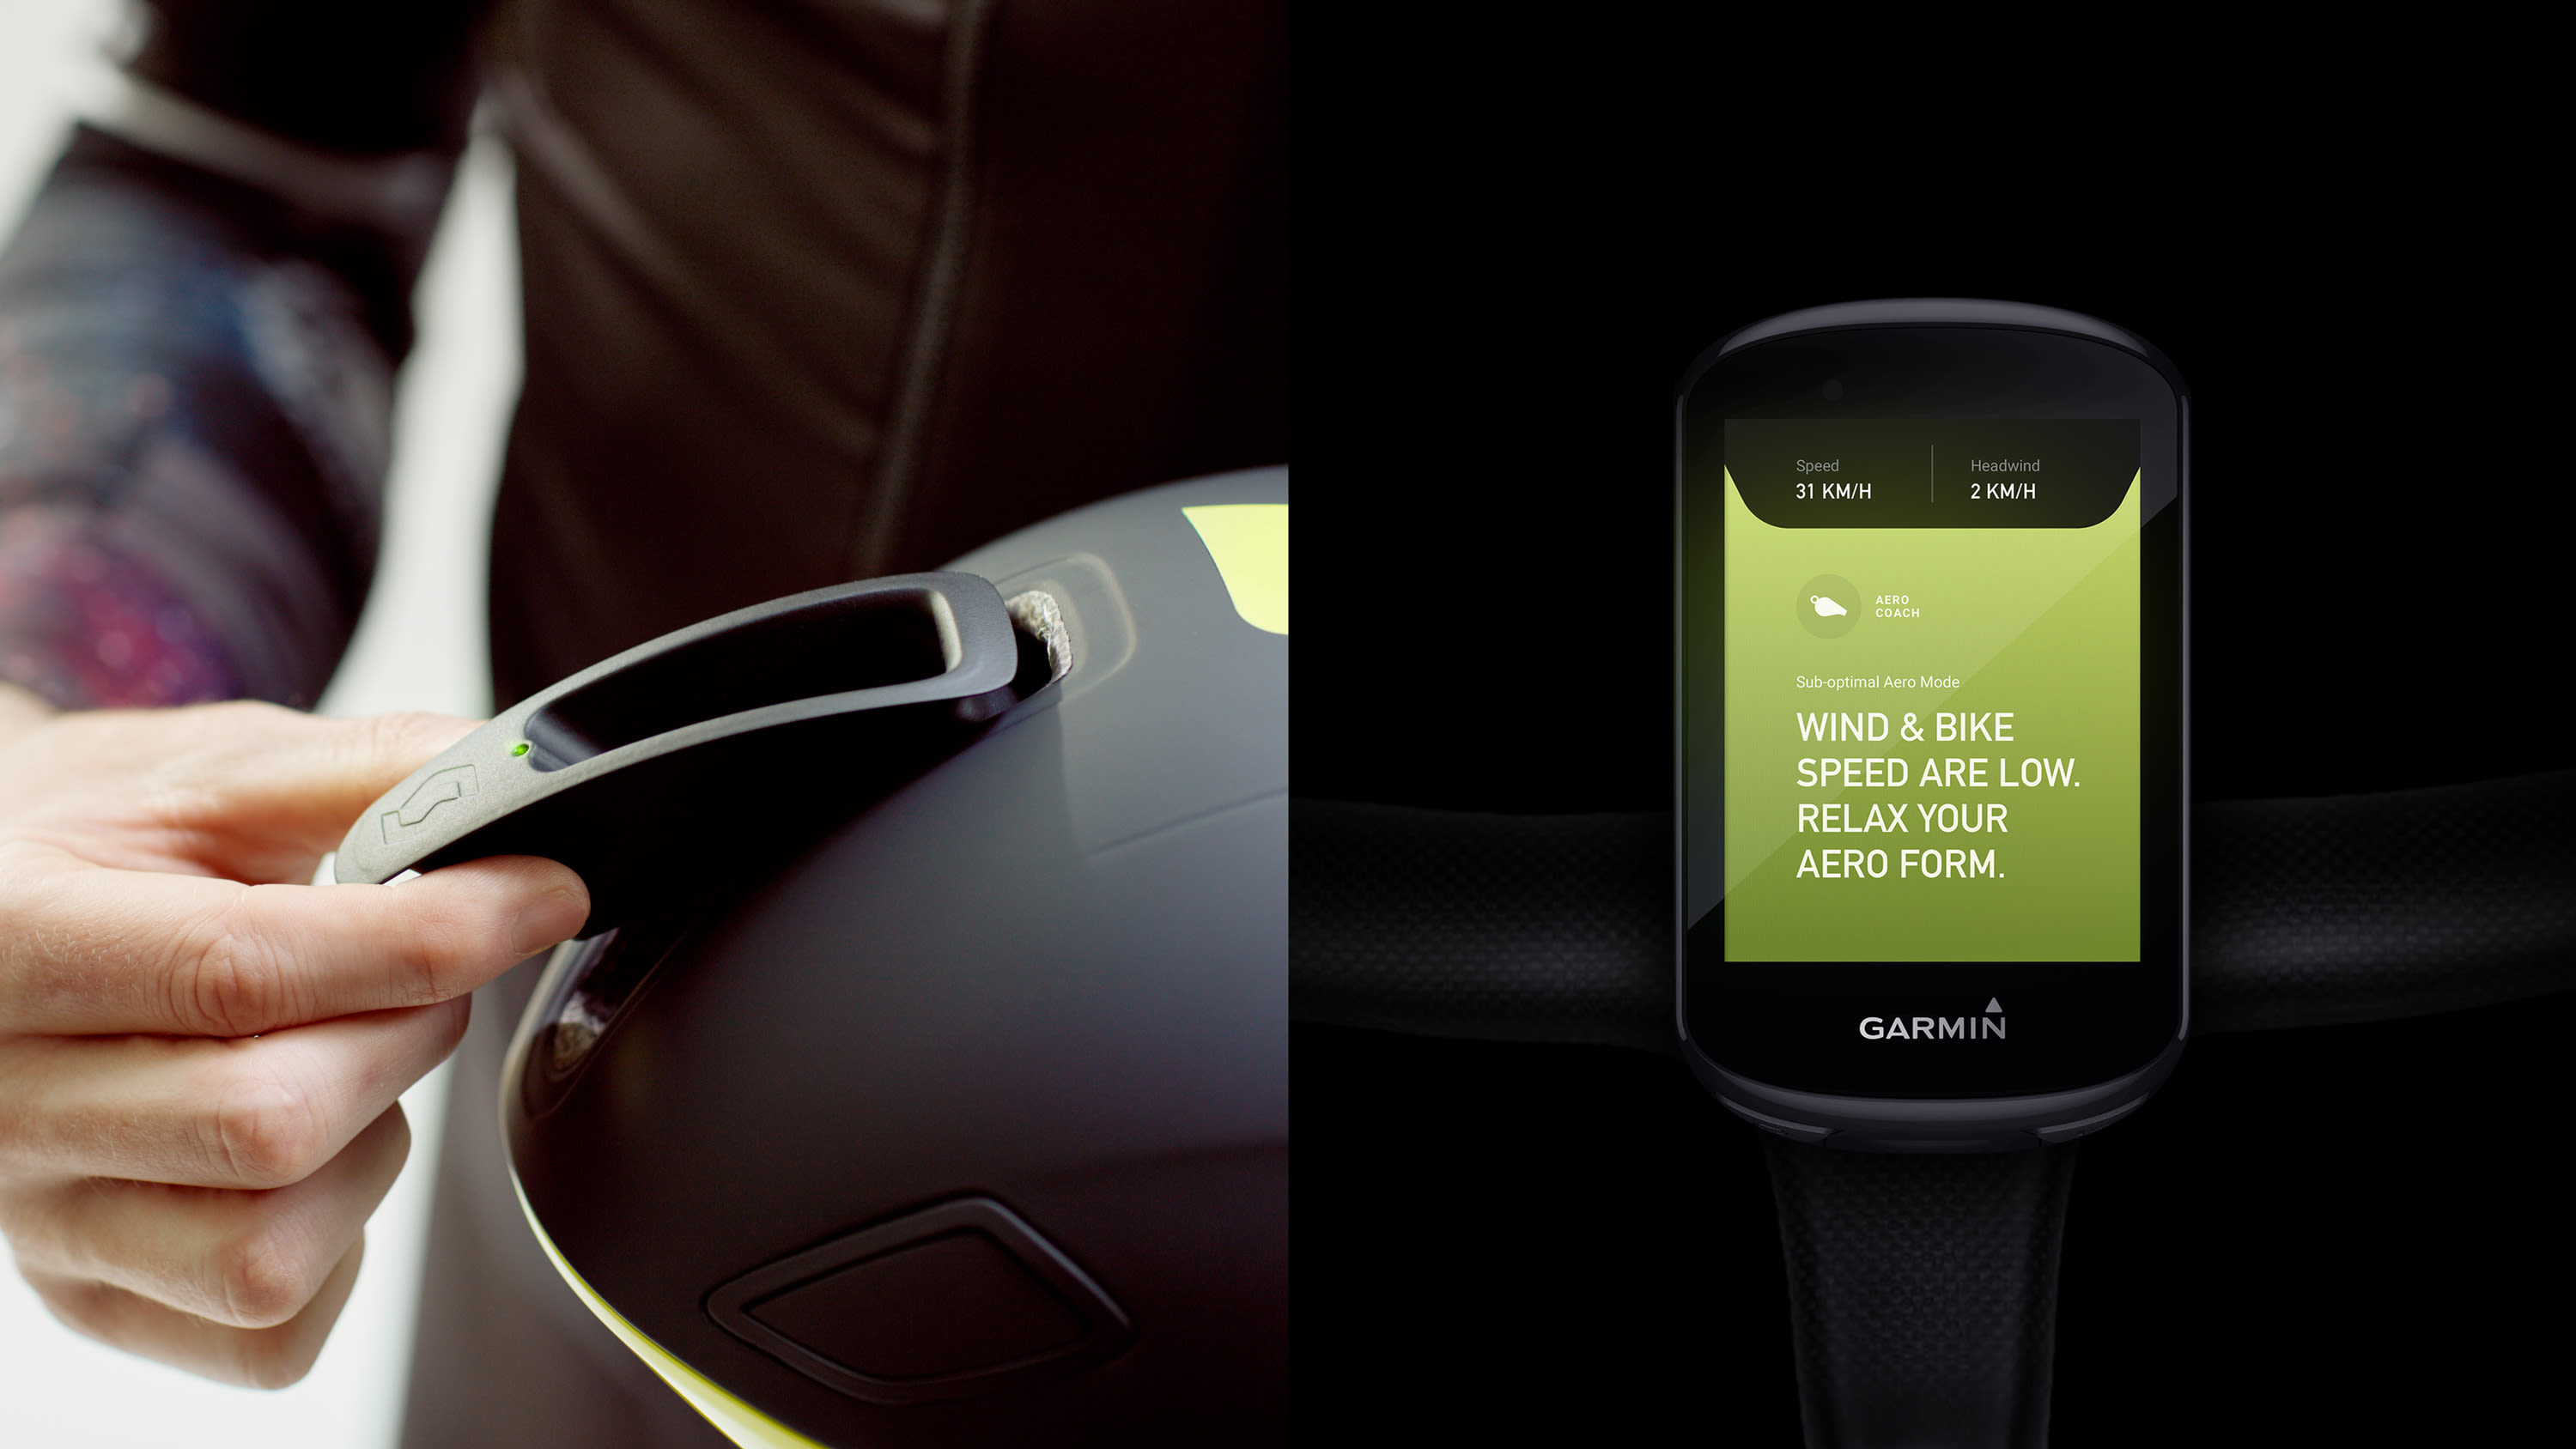 Speed
31 KM/H
Headwind
2 KM/H
AERO
COACH
Sub-optimal Aero Mode
WIND & BIKE
SPEED ARE LOW.
RELAX YOUR
AERO FORM.
GARMIN